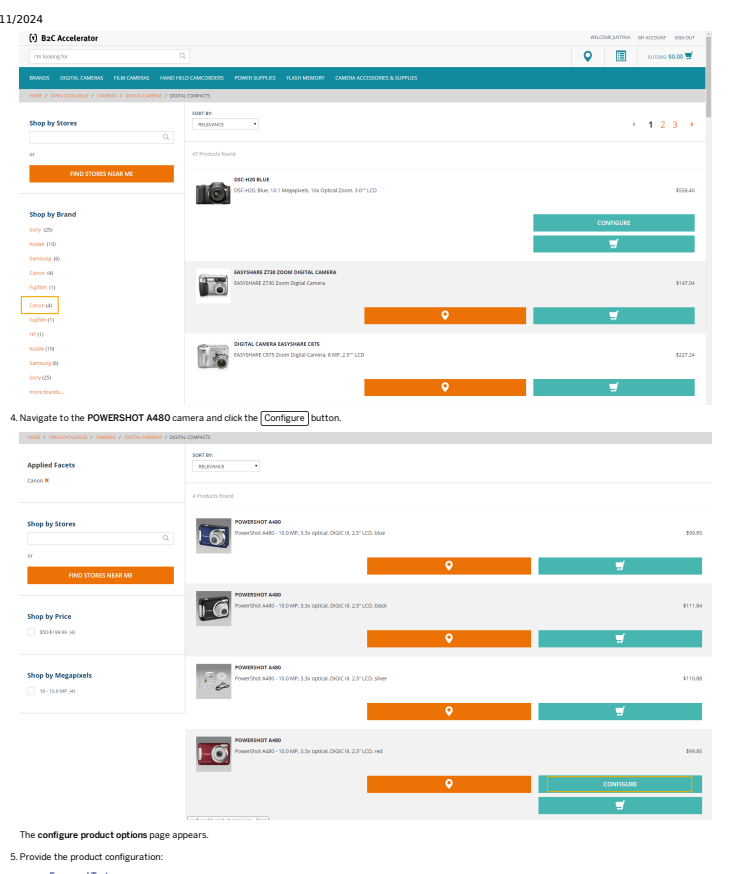 11/2024
B2C Accelerator
WELCOME JUSTYNA MY ACCOUNT SIGN OUT
I'm looking for
0 ITEMS $0.00
BRANDS DIGITAL CAMERAS FILM CAMERAS HAND HELD CAMCORDERS POWER SUPPLIES FLASH MEMORY CAMERA ACCESSORIES & SUPPLIES
HOME / OPEN CATALOGUE / CAMERAS / DIGITAL CAMERAS / DIGITAL COMPACTS
Shop by Stores
or
FIND STORES NEAR ME
Shop by Brand
Sony (25)
Kodak (10)
Samsung (6)
Canon (4)
Fujifilm (1)
Canon (4)
Fujifilm (1)
HP (1)
Kodak (10)
Samsung (6)
Sony (25)
more brands...
SORT BY:
RELEVANCE
1 2 3
47 Products found
DSC-H20 BLUE
DSC-H20, Blue, 10.1 Megapixels, 10x Optical Zoom, 3.0"" LCD
$558.40
CONFIGURE
EASYSHARE Z730 ZOOM DIGITAL CAMERA
EASYSHARE Z730 Zoom Digital Camera
$147.04
DIGITAL CAMERA EASYSHARE C875
EASYSHARE C875 Zoom Digital Camera, 8 MP, 2.5"" LCD
$227.24
4. Navigate to the POWERSHOT A480 camera and click the Configure button.
HOME / OPEN CATALOGUE / CAMERAS / DIGITAL CAMERAS / DIGITAL COMPACTS
Applied Facets
Canon ✖
Shop by Stores
or
FIND STORES NEAR ME
Shop by Price
$50-$199.99 (4)
Shop by Megapixels
10 - 10.9 MP (4)
SORT BY:
RELEVANCE
4 Products found
POWERSHOT A480
PowerShot A480 - 10.0 MP, 3.3x optical, DIGIC III, 2.5" LCD, blue
$99.85
POWERSHOT A480
PowerShot A480 - 10.0 MP, 3.3x optical, DIGIC III, 2.5" LCD, black
$111.84
POWERSHOT A480
PowerShot A480 - 10.0 MP, 3.3x optical, DIGIC III, 2.5" LCD, silver
$110.88
POWERSHOT A480
PowerShot A480 - 10.0 MP, 3.3x optical, DIGIC III, 2.5" LCD, red
$99.85
CONFIGURE
The configure product options page appears.
5. Provide the product configuration: